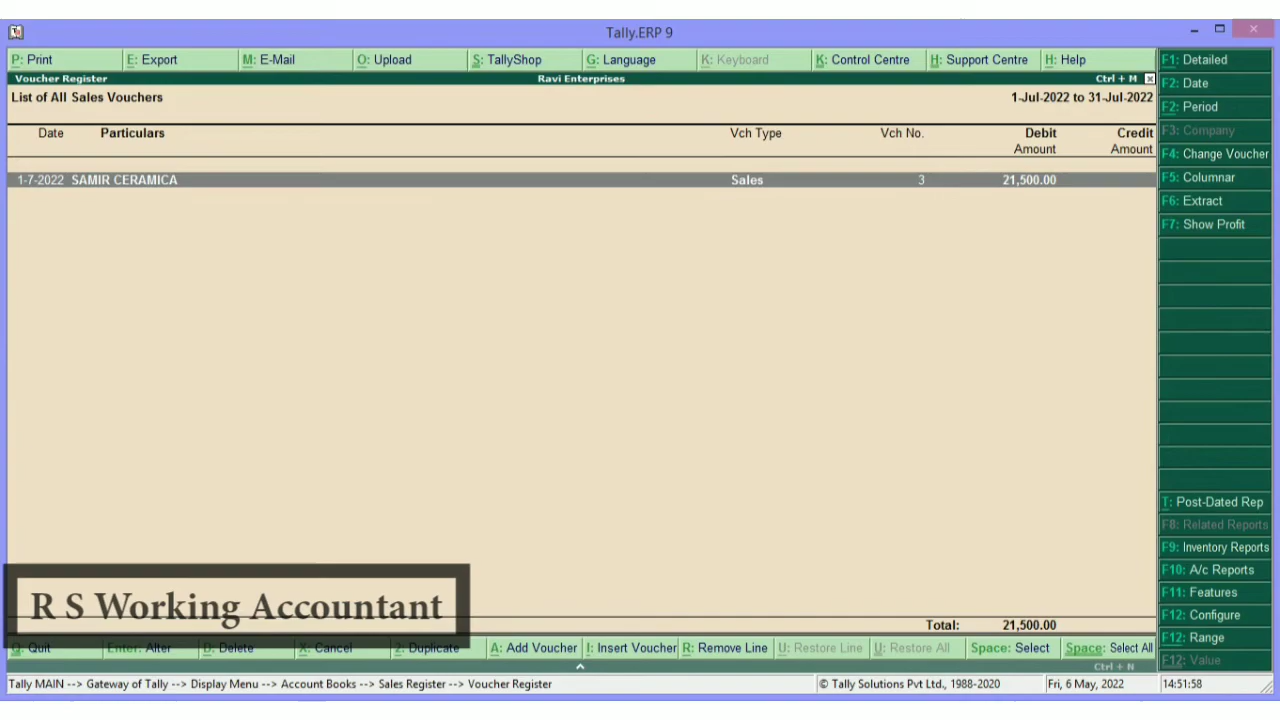 Tally.ERP 9
P: Print E: Export M: E-Mail O: Upload S: TallyShop G: Language K: Keyboard K: Control Centre H: Support Centre H: Help
Voucher Register Ravi Enterprises Ctrl + M
List of All Sales Vouchers 1-Jul-2022 to 31-Jul-2022
Date Particulars Vch Type Vch No. Debit Credit
Amount Amount
1-7-2022 SAMIR CERAMICA Sales 3 21,500.00
Total: 21,500.00
F1: Detailed
F2: Date
F2: Period
F3: Company
F4: Change Voucher
F5: Columnar
F6: Extract
F7: Show Profit
T: Post-Dated Rep
F8: Related Reports
F9: Inventory Reports
F10: A/c Reports
F11: Features
F12: Configure
F12: Range
F12: Value
R S Working Accountant
Q: Quit Enter: Alter D: Delete X: Cancel 2: Duplicate A: Add Voucher I: Insert Voucher R: Remove Line U: Restore Line U: Restore All Space: Select Space: Select All
Ctrl + N
Tally MAIN --> Gateway of Tally --> Display Menu --> Account Books --> Sales Register --> Voucher Register © Tally Solutions Pvt Ltd., 1988-2020 Fri, 6 May, 2022 14:51:58